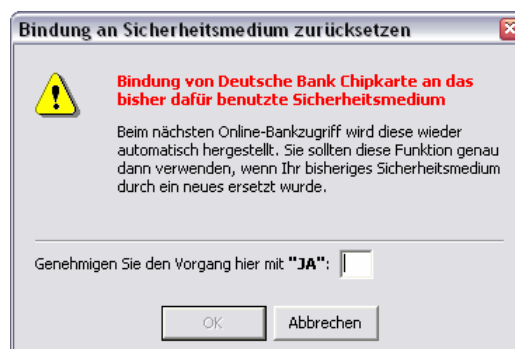 Bindung an Sicherheitsmedium zurücksetzen
Bindung von Deutsche Bank Chipkarte an das
bisher dafür benutzte Sicherheitsmedium
Beim nächsten Online-Bankzugriff wird diese wieder
automatisch hergestellt. Sie sollten diese Funktion genau
dann verwenden, wenn Ihr bisheriges Sicherheitsmedium
durch ein neues ersetzt wurde.
Genehmigen Sie den Vorgang hier mit "JA":
OK
Abbrechen